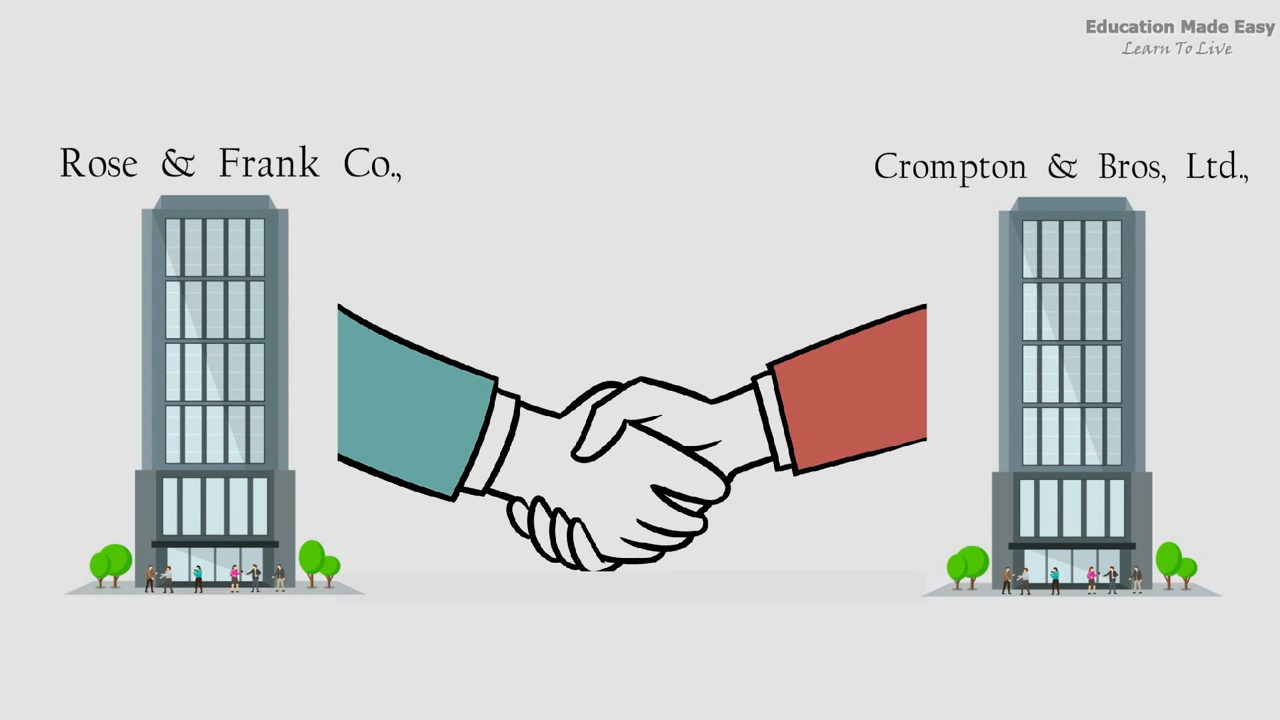 Education Made Easy
Learn To Live
Rose & Frank Co.,
Crompton & Bros, Ltd.,